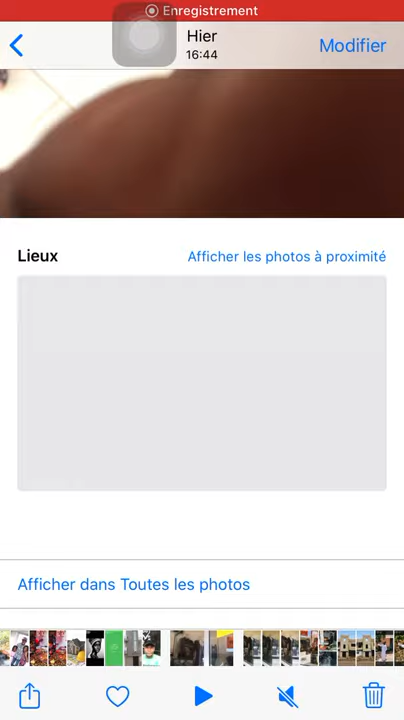 Enregistrement
Hier
16:44
Modifier
Lieux
Afficher les photos à proximité
Afficher dans Toutes les photos